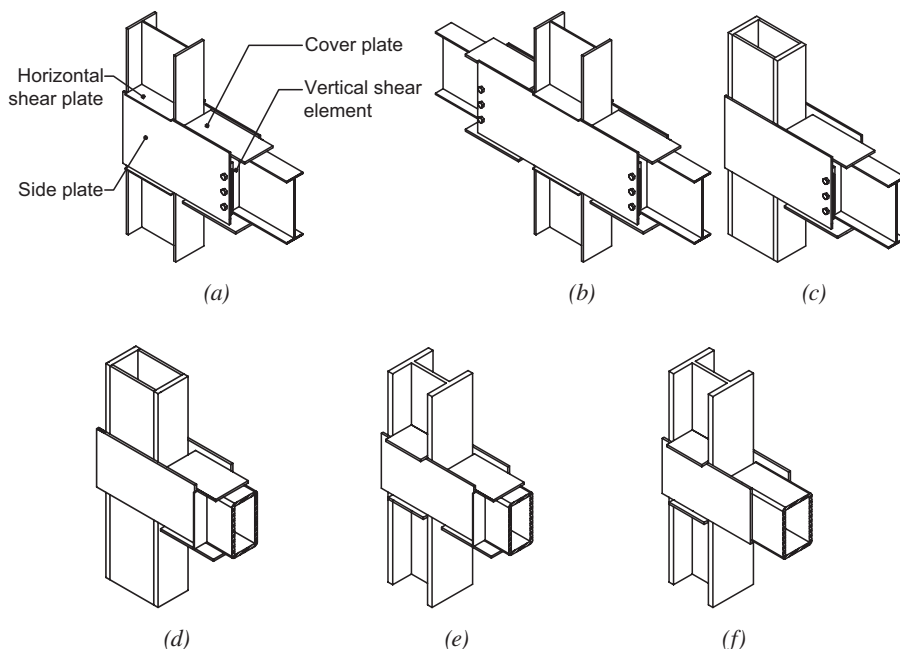 Cover plate
Horizontal
shear plate
Vertical shear
element
Side plate
(a)
(b)
(c)
(d)
(e)
(f)